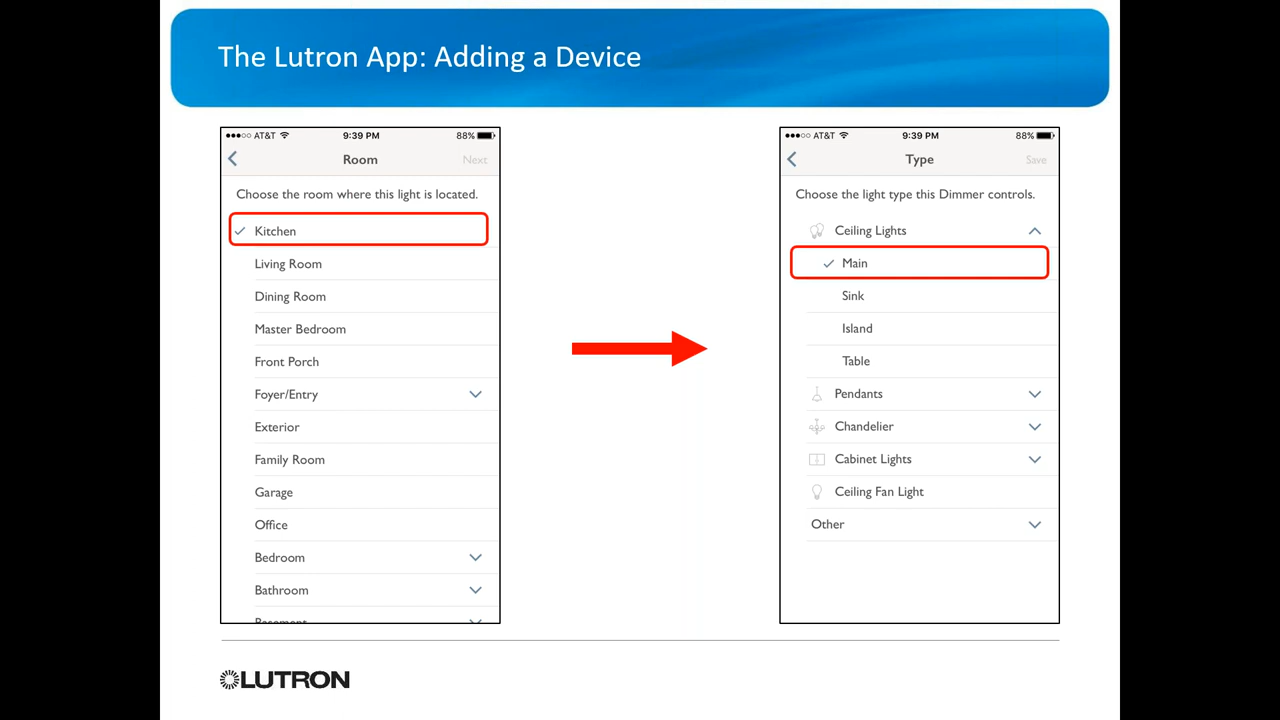 The Lutron App: Adding a Device
AT&T 9:39 PM 88%
Room Next
Choose the room where this light is located.
Kitchen
Living Room
Dining Room
Master Bedroom
Front Porch
Foyer/Entry
Exterior
Family Room
Garage
Office
Bedroom
Bathroom
Basement
AT&T 9:39 PM 88%
Type Save
Choose the light type this Dimmer controls.
Ceiling Lights
Main
Sink
Island
Table
Pendants
Chandelier
Cabinet Lights
Ceiling Fan Light
Other
LUTRON